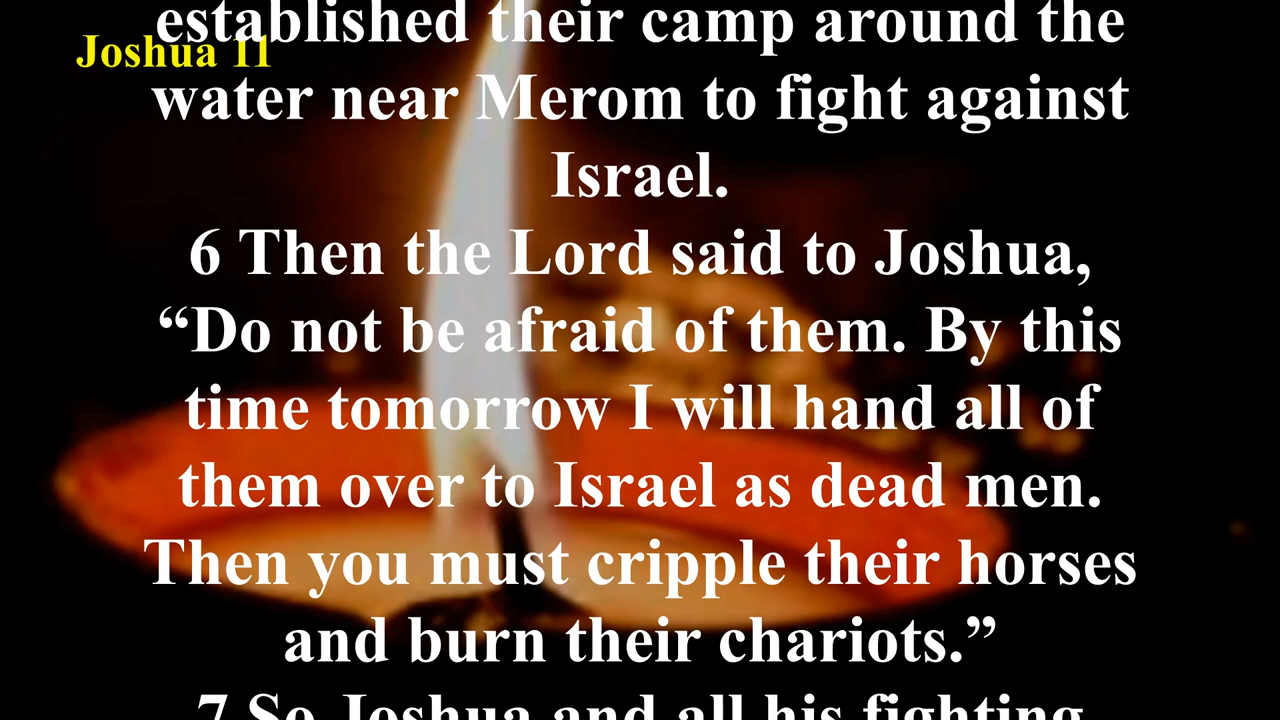 established their camp around the
Joshua 11
water near Merom to fight against
Israel.
6 Then the Lord said to Joshua,
“Do not be afraid of them. By this
time tomorrow I will hand all of
them over to Israel as dead men.
Then you must cripple their horses
and burn their chariots.”
7 So Joshua and all his fighting